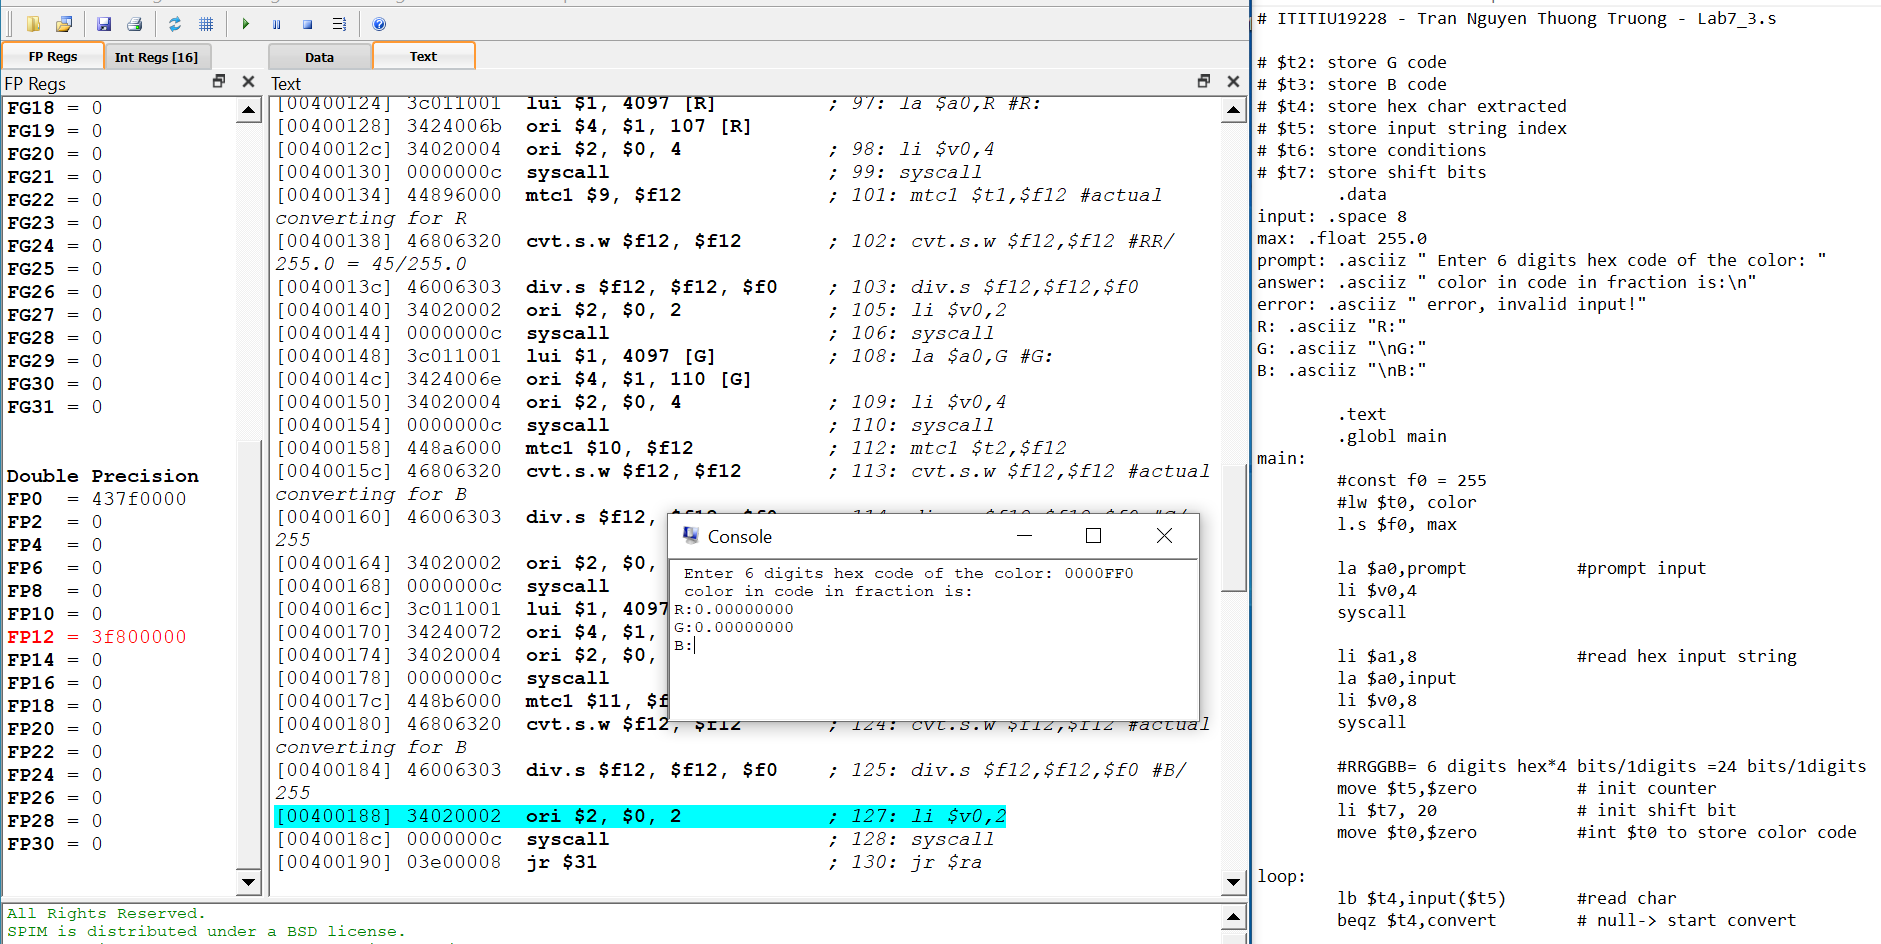 FP Regs
Int Regs [16]
Data
Text
FP Regs
Text
FG18 = 0
FG19 = 0
FG20 = 0
FG21 = 0
FG22 = 0
FG23 = 0
FG24 = 0
FG25 = 0
FG26 = 0
FG27 = 0
FG28 = 0
FG29 = 0
FG30 = 0
FG31 = 0
Double Precision
FP0 = 437f0000
FP2 = 0
FP4 = 0
FP6 = 0
FP8 = 0
FP10 = 0
FP12 = 3f800000
FP14 = 0
FP16 = 0
FP18 = 0
FP20 = 0
FP22 = 0
FP24 = 0
FP26 = 0
FP28 = 0
FP30 = 0
[00400124] 3c011001 lui $1, 4097 [R] ; 97: la $a0,R #R:
[00400128] 3424006b ori $4, $1, 107 [R]
[0040012c] 34020004 ori $2, $0, 4 ; 98: li $v0,4
[00400130] 0000000c syscall ; 99: syscall
[00400134] 44896000 mtc1 $9, $f12 ; 101: mtc1 $t1,$f12 #actual
converting for R
[00400138] 46806320 cvt.s.w $f12, $f12 ; 102: cvt.s.w $f12,$f12 #RR/
255.0 = 45/255.0
[0040013c] 46006303 div.s $f12, $f12, $f0 ; 103: div.s $f12,$f12,$f0
[00400140] 34020002 ori $2, $0, 2 ; 105: li $v0,2
[00400144] 0000000c syscall ; 106: syscall
[00400148] 3c011001 lui $1, 4097 [G] ; 108: la $a0,G #G:
[0040014c] 3424006e ori $4, $1, 110 [G]
[00400150] 34020004 ori $2, $0, 4 ; 109: li $v0,4
[00400154] 0000000c syscall ; 110: syscall
[00400158] 448a6000 mtc1 $10, $f12 ; 112: mtc1 $t2,$f12
[0040015c] 46806320 cvt.s.w $f12, $f12 ; 113: cvt.s.w $f12,$f12 #actual
converting for B
[00400160] 46006303 div.s $f12,
255
[00400164] 34020002 ori $2, $0,
[00400168] 0000000c syscall
[0040016c] 3c011001 lui $1, 4097
[00400170] 34240072 ori $4, $1,
[00400174] 34020004 ori $2, $0,
[00400178] 0000000c syscall
[0040017c] 448b6000 mtc1 $11, $f
[00400180] 46806320 cvt.s.w $f12, $f12 ; 124: cvt.s.w $f12,$f12 #actual
converting for B
[00400184] 46006303 div.s $f12, $f12, $f0 ; 125: div.s $f12,$f12,$f0 #B/
255
[00400188] 34020002 ori $2, $0, 2 ; 127: li $v0,2
[0040018c] 0000000c syscall ; 128: syscall
[00400190] 03e00008 jr $31 ; 130: jr $ra
Console
Enter 6 digits hex code of the color: 0000FF0
color in code in fraction is:
R:0.00000000
G:0.00000000
B:
All Rights Reserved.
SPIM is distributed under a BSD license.
# ITITIU19228 - Tran Nguyen Thuong Truong - Lab7_3.s
# $t2: store G code
# $t3: store B code
# $t4: store hex char extracted
# $t5: store input string index
# $t6: store conditions
# $t7: store shift bits
.data
input: .space 8
max: .float 255.0
prompt: .asciiz " Enter 6 digits hex code of the color: "
answer: .asciiz " color in code in fraction is:\n"
error: .asciiz " error, invalid input!"
R: .asciiz "R:"
G: .asciiz "\nG:"
B: .asciiz "\nB:"
.text
.globl main
main:
#const f0 = 255
#lw $t0, color
l.s $f0, max
la $a0,prompt #prompt input
li $v0,4
syscall
li $a1,8 #read hex input string
la $a0,input
li $v0,8
syscall
#RRGGBB= 6 digits hex*4 bits/1digits =24 bits/1digits
move $t5,$zero # init counter
li $t7, 20 # init shift bit
move $t0,$zero #int $t0 to store color code
loop:
lb $t4,input($t5) #read char
beqz $t4,convert # null-> start convert